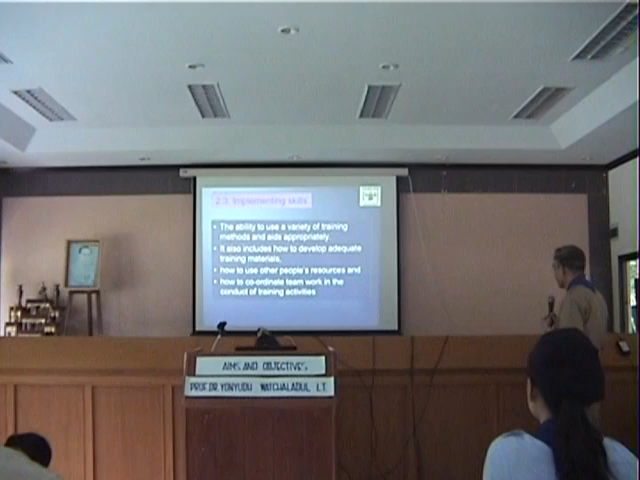 2.3. Implementing skills
• The ability to use a variety of training
methods and aids appropriately.
• It also includes how to develop adequate
training materials,
• how to use other people's resources and
• how to co-ordinate team work in the
conduct of training activities
AIMS AND OBJECTIVE'S
PROF.DR.YONYUDU WATCHALADUL L.T.